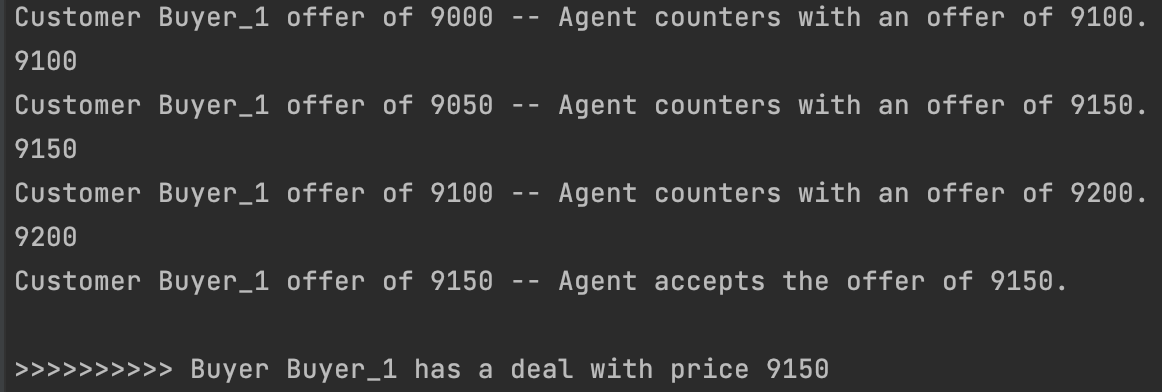 Customer Buyer_1 offer of 9000 -- Agent counters with an offer of 9100.
9100
Customer Buyer_1 offer of 9050 -- Agent counters with an offer of 9150.
9150
Customer Buyer_1 offer of 9100 -- Agent counters with an offer of 9200.
9200
Customer Buyer_1 offer of 9150 -- Agent accepts the offer of 9150.
>>>>>>>>>> Buyer Buyer_1 has a deal with price 9150